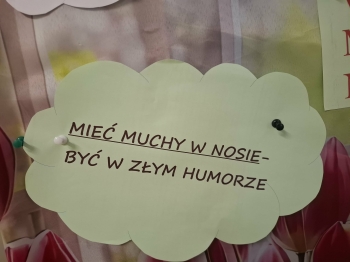 MIEĆ MUCHY W NOSIE-
BYĆ W ZŁYM HUMORZE